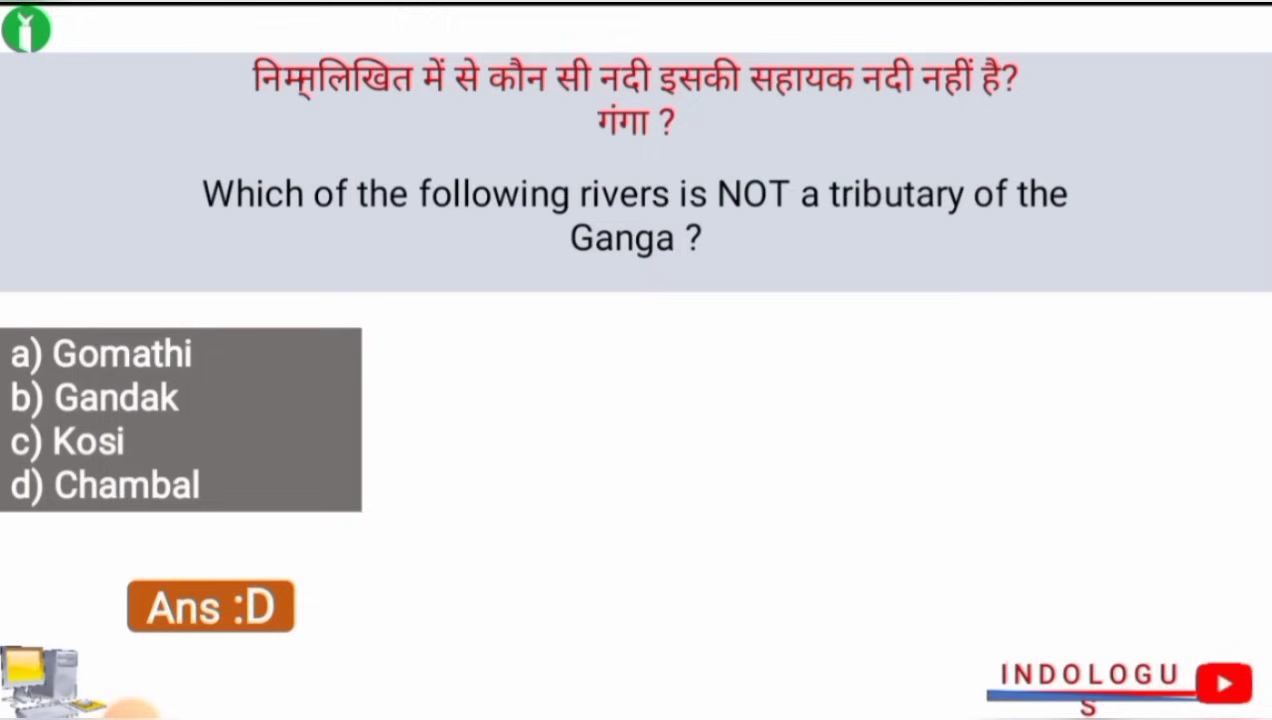 निम्नलिखित में से कौन सी नदी इसकी सहायक नदी नहीं है?
गंगा ?
Which of the following rivers is NOT a tributary of the
Ganga ?
a) Gomathi
b) Gandak
c) Kosi
d) Chambal
Ans :D
INDOLOGU
S